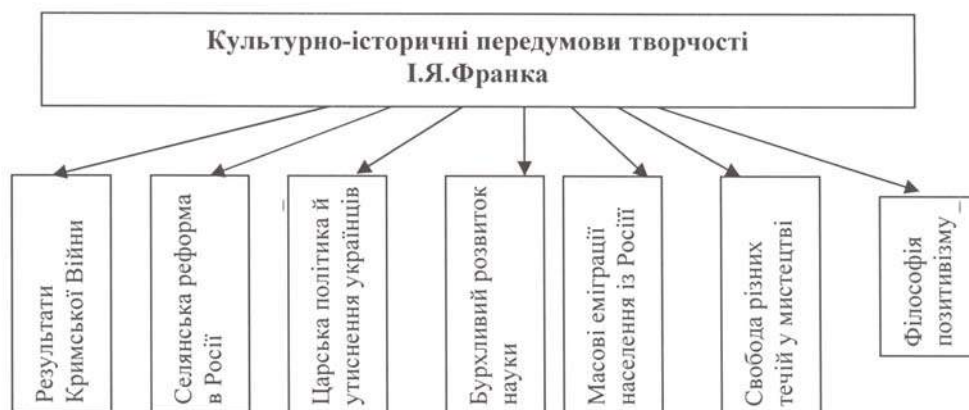 Культурно-історичні передумови творчості
І.Я.Франка
Результати
Кримської Війни
Селянська реформа
в Росії
Царська політика й
утиснення українців
Бурхливий розвиток
науки
Масові еміграції
населення із Росіїї
Свобода різних
течій у мистецтві
Філософія
позитивізму